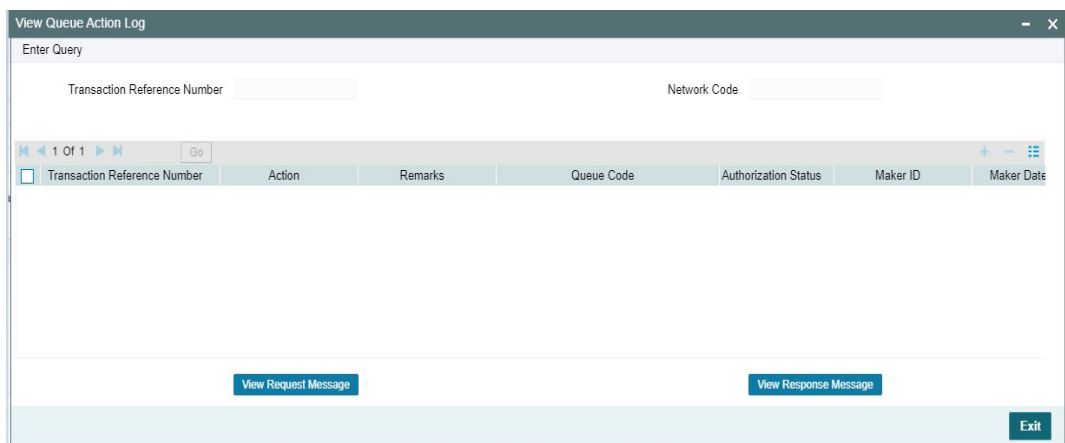 View Queue Action Log
Enter Query
Transaction Reference Number
Network Code
1 Of 1
Go
Transaction Reference Number Action Remarks Queue Code Authorization Status Maker ID Maker Date
View Request Message
View Response Message
Exit